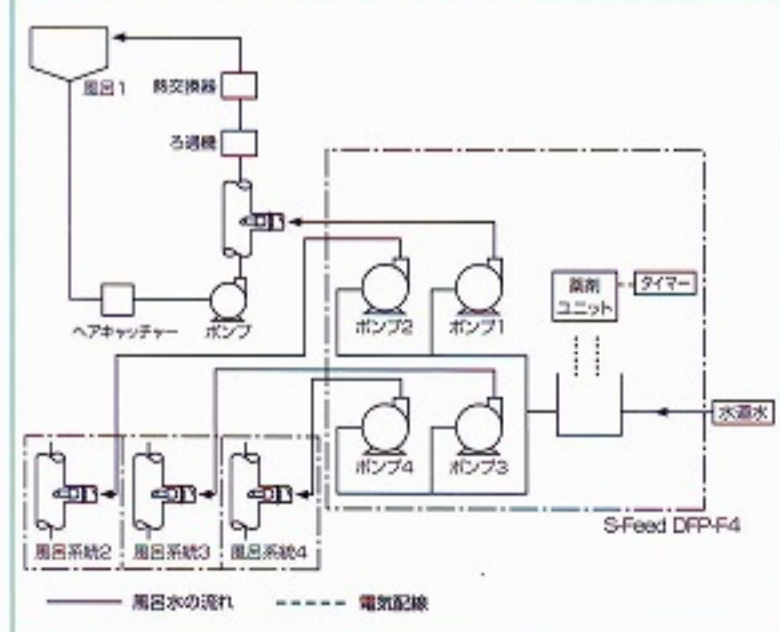 風呂1
熱交換器
ろ過機
ヘアキャッチャー
ポンプ
ポンプ2
ポンプ1
薬剤
ユニット
タイマー
水道水
ポンプ4
ポンプ3
S-Feed DFP-F4
風呂系統2
風呂系統3
風呂系統4
風呂水の流れ
電気配線